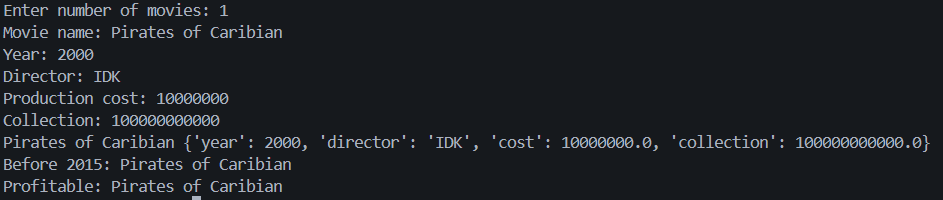 Enter number of movies: 1
Movie name: Pirates of Caribian
Year: 2000
Director: IDK
Production cost: 10000000
Collection: 100000000000
Pirates of Caribian {'year': 2000, 'director': 'IDK', 'cost': 10000000.0, 'collection': 100000000000.0}
Before 2015: Pirates of Caribian
Profitable: Pirates of Caribian